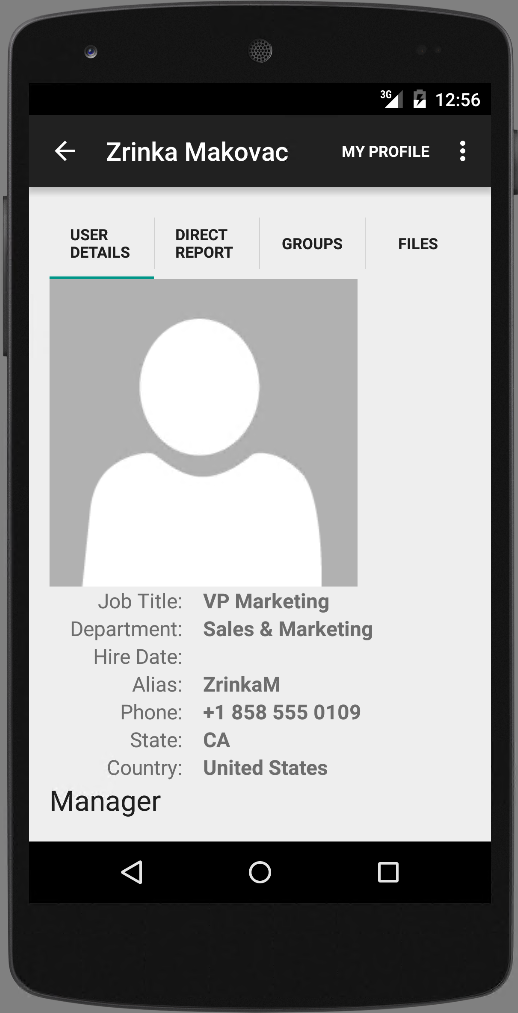 3G 12:56
Zrinka Makovac MY PROFILE
USER DETAILS DIRECT REPORT GROUPS FILES
Job Title: VP Marketing
Department: Sales & Marketing
Hire Date:
Alias: ZrinkaM
Phone: +1 858 555 0109
State: CA
Country: United States
Manager